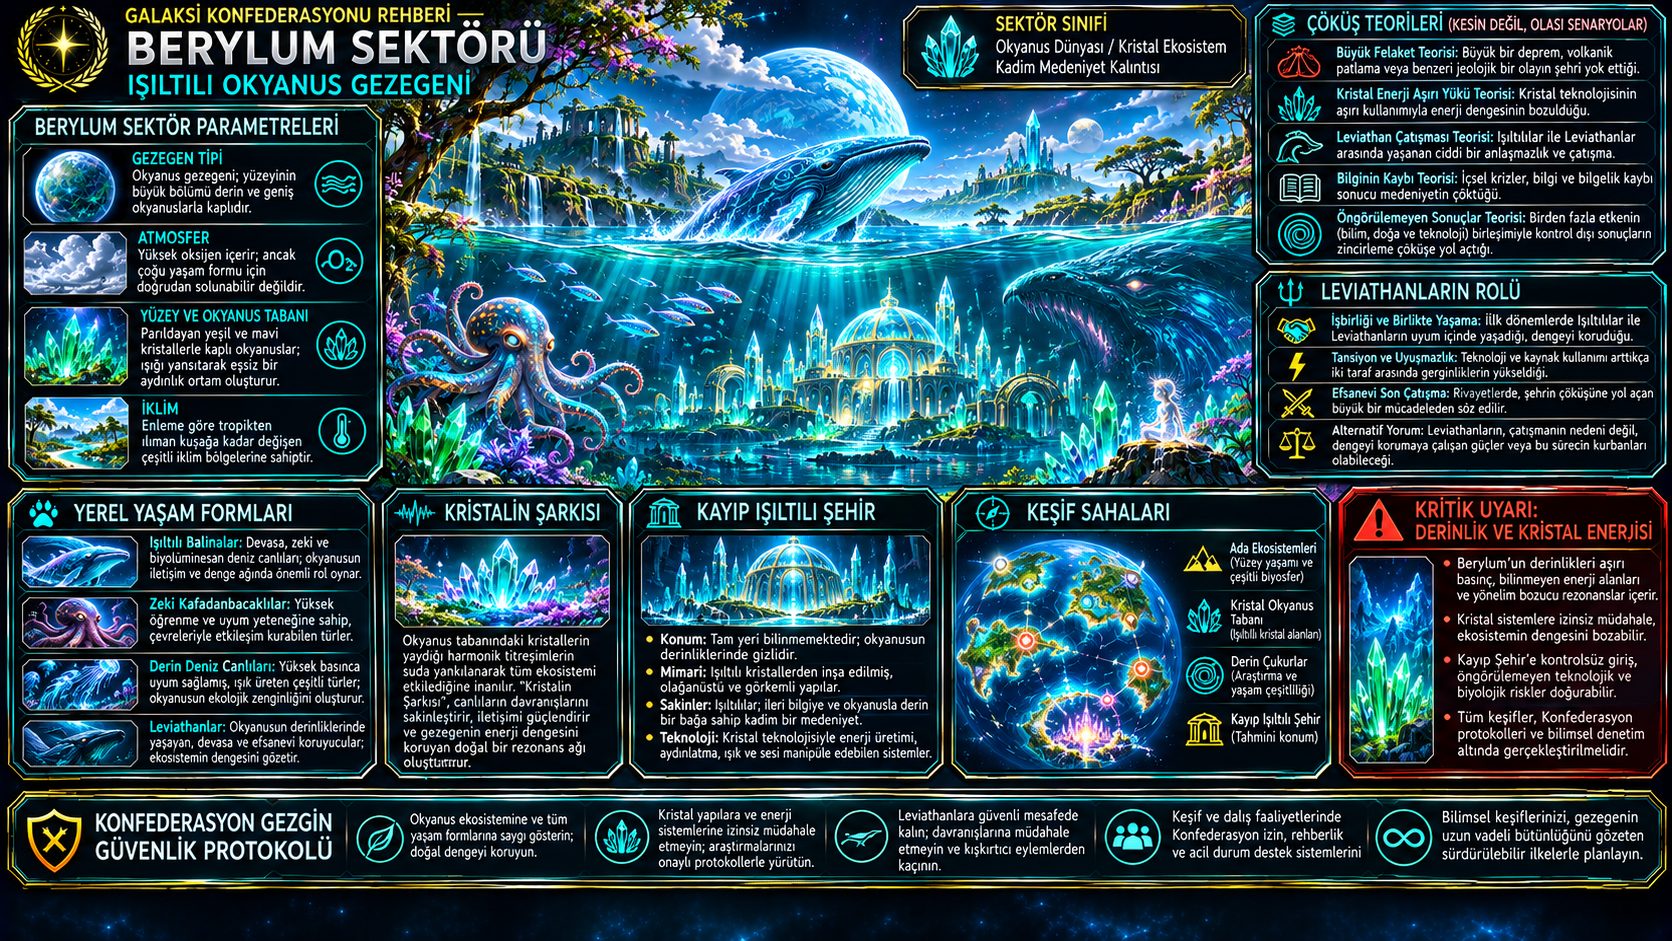 GALAKSİ KONFEDERASYONU REHBERİ
BERYLUM SEKTÖRÜ
IŞILTILI OKYANUS GEZEGENİ
SEKTÖR SINIFI
Okyanus Dünyası / Kristal Ekosistem
Kadim Medeniyet Kalıntısı
BERYLUM SEKTÖR PARAMETRELERİ
GEZEGEN TİPİ
Okyanus gezegeni; yüzeyinin
büyük bölümü derin ve geniş
okyanuslarla kaplıdır.
ATMOSFER
Yüksek oksijen içerir; ancak
çoğu yaşam formu için
doğrudan solunabilir değildir.
O₂
YÜZEY VE OKYANUS TABANI
Parıldayan yeşil ve mavi
kristallerle kaplı okyanuslar;
ışığı yansıtarak eşsiz bir
aydınlık ortam oluşturur.
İKLİM
Enleme göre tropikten
ılıman kuşağa kadar değişen
çeşitli iklim bölgelerine sahiptir.
ÇÖKÜŞ TEORİLERİ (KESİN DEĞİL, OLASI SENARYOLAR)
Büyük Felaket Teorisi: Büyük bir deprem, volkanik
patlama veya benzeri jeolojik bir olayın şehri yok ettiği.
Kristal Enerji Aşırı Yükü Teorisi: Kristal teknolojisinin
aşırı kullanımıyla enerji dengesinin bozulduğu.
Leviathan Çatışması Teorisi: Işıltılılar ile Leviathanlar
arasında yaşanan ciddi bir anlaşmazlık ve çatışma.
Bilginin Kaybı Teorisi: İçsel krizler, bilgi ve bilgelik kaybı
sonucu medeniyetin çöktüğü.
Öngörülemeyen Sonuçlar Teorisi: Birden fazla etkenin
(bilim, doğa ve teknoloji) birleşimiyle kontrol dışı sonuçların
zincirleme çöküşe yol açtığı.
LEVIATHANLARIN ROLÜ
İşbirliği ve Birlikte Yaşama: İlk dönemlerde Işıltılılar ile
Leviathanların uyum içinde yaşadığı, dengeyi koruduğu.
Tansiyon ve Uyuşmazlık: Teknoloji ve kaynak kullanımı arttıkça
iki taraf arasında gerginliklerin yükseldiği.
Efsanevi Son Çatışma: Rivayetlerde, şehrin çöküşüne yol açan
büyük bir mücadeleden söz edilir.
Alternatif Yorum: Leviathanların, çatışmanın nedeni değil,
dengeyi korumaya çalışan güçler veya bu sürecin kurbanları
olabileceği.
YEREL YAŞAM FORMLARI
Işıltılı Balinalar: Devasa, zeki ve
biyolüminesan deniz canlıları; okyanusun
iletişim ve denge ağında önemli rol oynar.
Zeki Kafadanbacaklılar: Yüksek
öğrenme ve uyum yeteneğine sahip,
çevreleriyle etkileşim kurabilen türler.
Derin Deniz Canlıları: Yüksek basınca
uyum sağlamış, ışık üreten çeşitli türler;
okyanusun ekolojik zenginliğini oluşturur.
Leviathanlar: Okyanusun derinliklerinde
yaşayan, devasa ve efsanevi koruyucular;
ekosistemin dengesini gözetir.
KRİSTALİN ŞARKISI
Okyanus tabanındaki kristallerin
yaydığı harmonik titreşimlerin
suda yankılanarak tüm ekosistemi
etkilediğine inanılır. "Kristalin
Şarkısı", canlıların davranışlarını
sakinleştirir, iletişimi güçlendirir
ve gezegenin enerji dengesini
koruyan doğal bir rezonans ağı
oluşturur.
KAYIP IŞILTILI ŞEHİR
• Konum: Tam yeri bilinmemektedir; okyanusun
derinliklerinde gizlidir.
• Mimari: Işıltılı kristallerden inşa edilmiş,
olağanüstü ve görkemli yapılar.
• Sakinler: Işıltılılar; ileri bilgiye ve okyanusla derin
bir bağa sahip kadim bir medeniyet.
• Teknoloji: Kristal teknolojisiyle enerji üretimi,
aydınlatma, ışık ve sesi manipüle edebilen sistemler.
KEŞİF SAHALARI
Ada Ekosistemleri
(Yüzey yaşamı ve
çeşitli biyosfer)
Kristal Okyanus
Tabanı
(Işıltılı kristal alanları)
Derin Çukurlar
(Araştırma ve
yaşam çeşitliliği)
Kayıp Işıltılı Şehir
(Tahmini konum)
KRİTİK UYARI:
DERİNLİK VE KRİSTAL ENERJİSİ
• Berylum'un derinlikleri aşırı
basınç, bilinmeyen enerji alanları
ve yönelim bozucu rezonanslar içerir.
• Kristal sistemlere izinsiz müdahale,
ekosistemin dengesini bozabilir.
• Kayıp Şehir'e kontrolsüz giriş,
öngörülemeyen teknolojik ve
biyolojik riskler doğurabilir.
• Tüm keşifler, Konfederasyon
protokolleri ve bilimsel denetim
altında gerçekleştirilmelidir.
KONFEDERASYON GEZGİN
GÜVENLİK PROTOKOLÜ
Okyanus ekosistemine ve tüm
yaşam formlarına saygı gösterin;
doğal dengeyi koruyun.
Kristal yapılara ve enerji
sistemlerine izinsiz müdahale
etmeyin; araştırmalarınızı
onaylı protokollerle yürütün.
Leviathanlara güvenli mesafede
kalın; davranışlarına müdahale
etmeyin ve kışkırtıcı eylemlerden
kaçının.
Keşif ve dalış faaliyetlerinde
Konfederasyon izin, rehberlik
ve acil durum destek sistemlerini
Bilimsel keşiflerinizi, gezegenin
uzun vadeli bütünlüğünü gözeten
sürdürülebilir ilkelerle planlayın.